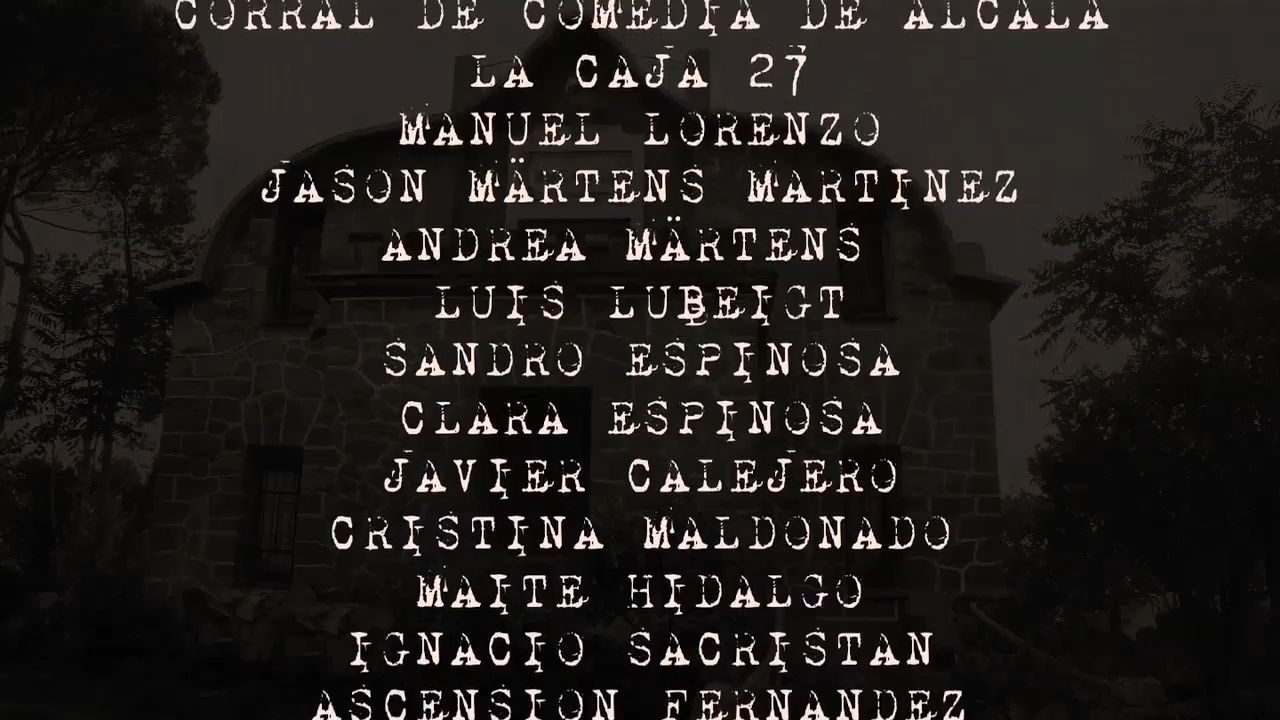 CORRAL DE COMEDIA DE ALCALA
LA CAJA 27
MANUEL LORENZO
JASON MÄRTENS MARTINEZ
ANDREA MÄRTENS
LUIS LUBEIGT
SANDRO ESPINOSA
CLARA ESPINOSA
JAVIER CALEJERO
CRISTINA MALDONADO
MAITE HIDALGO
IGNACIO SACRISTAN
ASCENSION FERNANDEZ